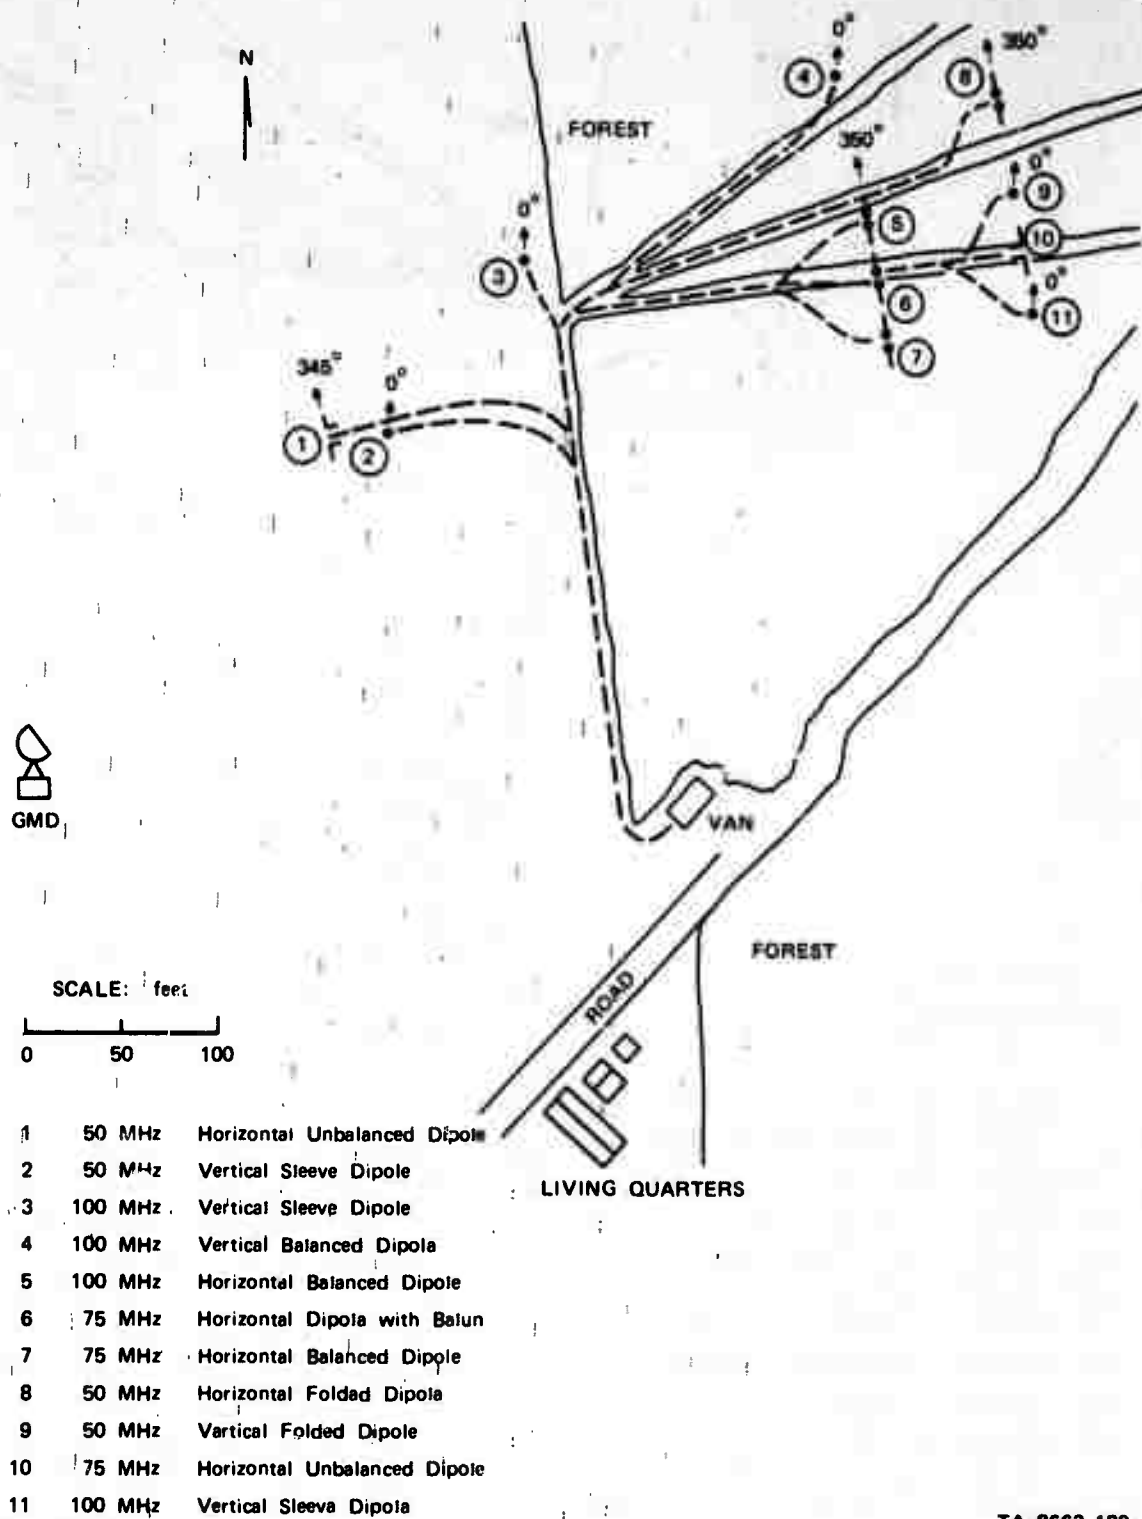 N
0°
4
8
350°
FOREST
350°
0°
9
0°
5
10
3
0°
6
11
7
345°
0°
1
2
GMD
VAN
FOREST
SCALE: feet
ROAD
0 50 100
1 50 MHz Horizontal Unbalanced Dipole
2 50 MHz Vertical Sleeve Dipole
LIVING QUARTERS
3 100 MHz Vertical Sleeve Dipole
4 100 MHz Vertical Balanced Dipola
5 100 MHz Horizontal Balanced Dipole
6 75 MHz Horizontal Dipola with Balun
7 75 MHz Horizontal Balanced Dipole
8 50 MHz Horizontal Foldad Dipola
9 50 MHz Vartical Folded Dipole
10 75 MHz Horizontal Unbalanced Dipole
11 100 MHz Vertical Sleeva Dipola